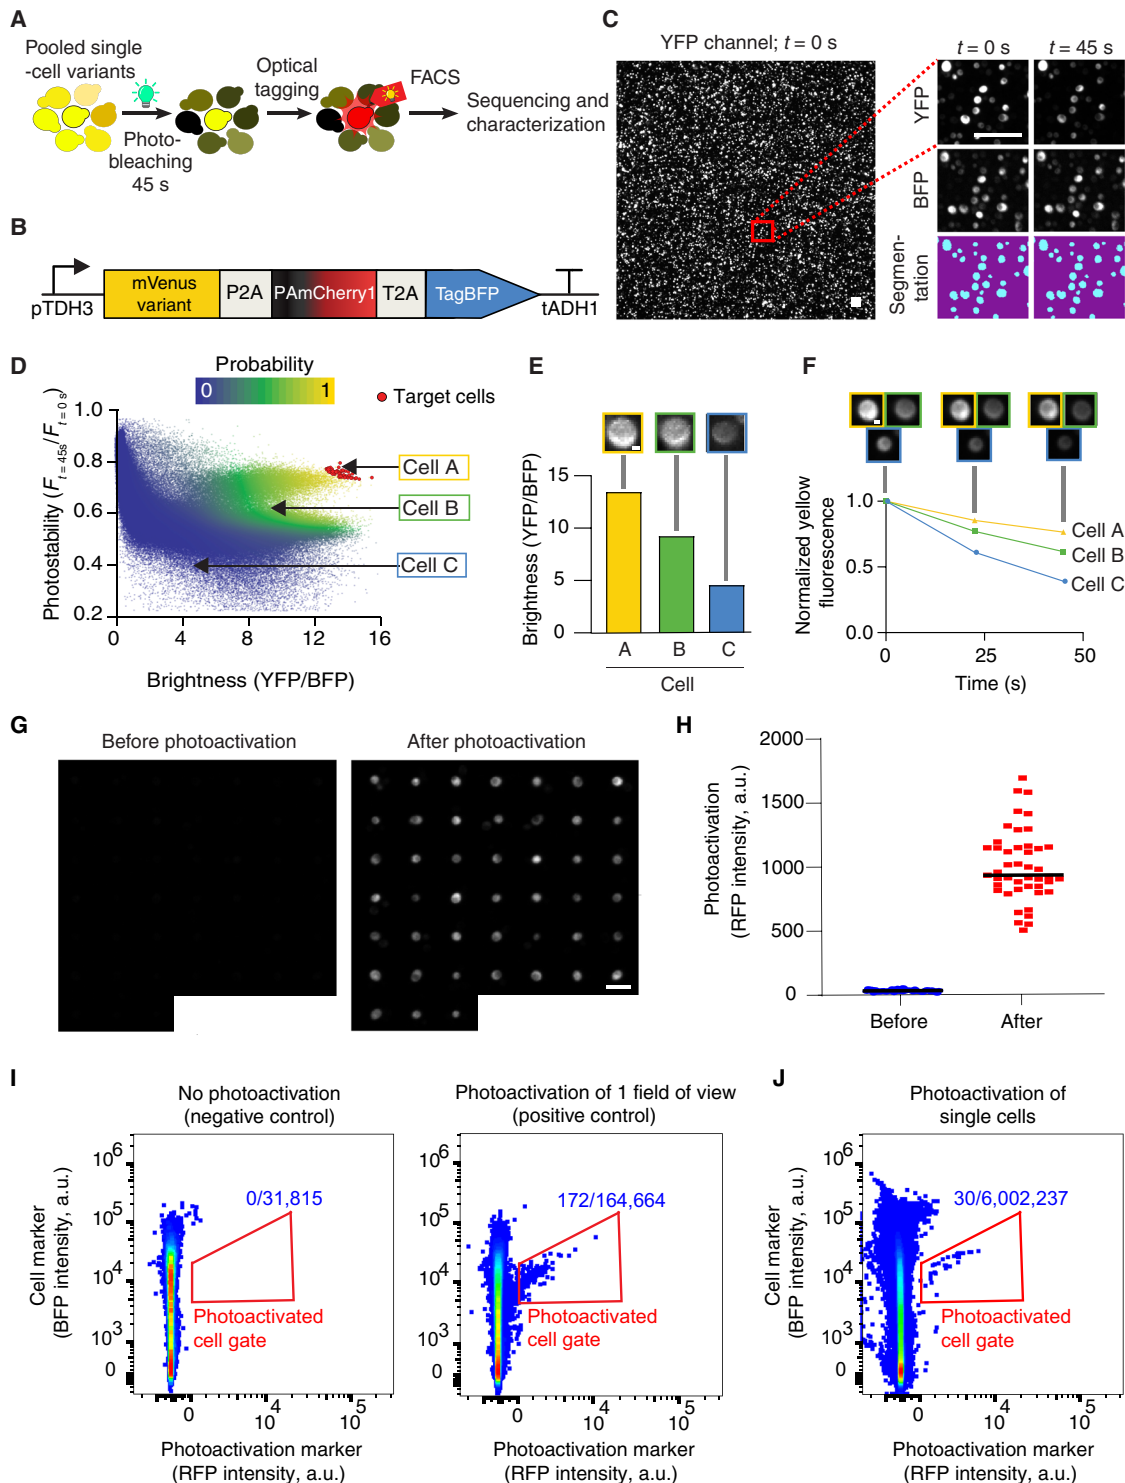 A
Pooled single
-cell variants
Photo-
bleaching
45 s
Optical
tagging
FACS
Sequencing and
characterization
B
pTDH3
mVenus
variant
P2A
PAmCherry1
T2A
TagBFP
tADH1
C
YFP channel; t = 0 s
t = 0 s
t = 45 s
YFP
BFP
Segmen-
tation
D
Probability
0
1
Target cells
Photostability (F t = 45s/F t = 0 s)
1.0
0.8
0.6
0.4
0.2
Cell A
Cell B
Cell C
0
4
8
12
16
Brightness (YFP/BFP)
E
Brightness (YFP/BFP)
15
10
5
0
A
B
C
Cell
F
Normalized yellow
fluorescence
1.0
0.5
0.0
Cell A
Cell B
Cell C
0
25
50
Time (s)
G
Before photoactivation
After photoactivation
H
Photoactivation
(RFP intensity, a.u.)
2000
1500
1000
500
0
Before
After
I
No photoactivation
(negative control)
Cell marker
(BFP intensity, a.u.)
10^6
10^5
10^4
10^3
0
0/31,815
Photoactivated
cell gate
0
10^4
10^5
Photoactivation marker
(RFP intensity, a.u.)
Photoactivation of 1 field of view
(positive control)
10^6
10^5
10^4
10^3
0
172/164,664
Photoactivated
cell gate
0
10^4
10^5
Photoactivation marker
(RFP intensity, a.u.)
J
Photoactivation of
single cells
Cell marker
(BFP intensity, a.u.)
10^6
10^5
10^4
10^3
0
30/6,002,237
Photoactivated
cell gate
0
10^4
10^5
Photoactivation marker
(RFP intensity, a.u.)